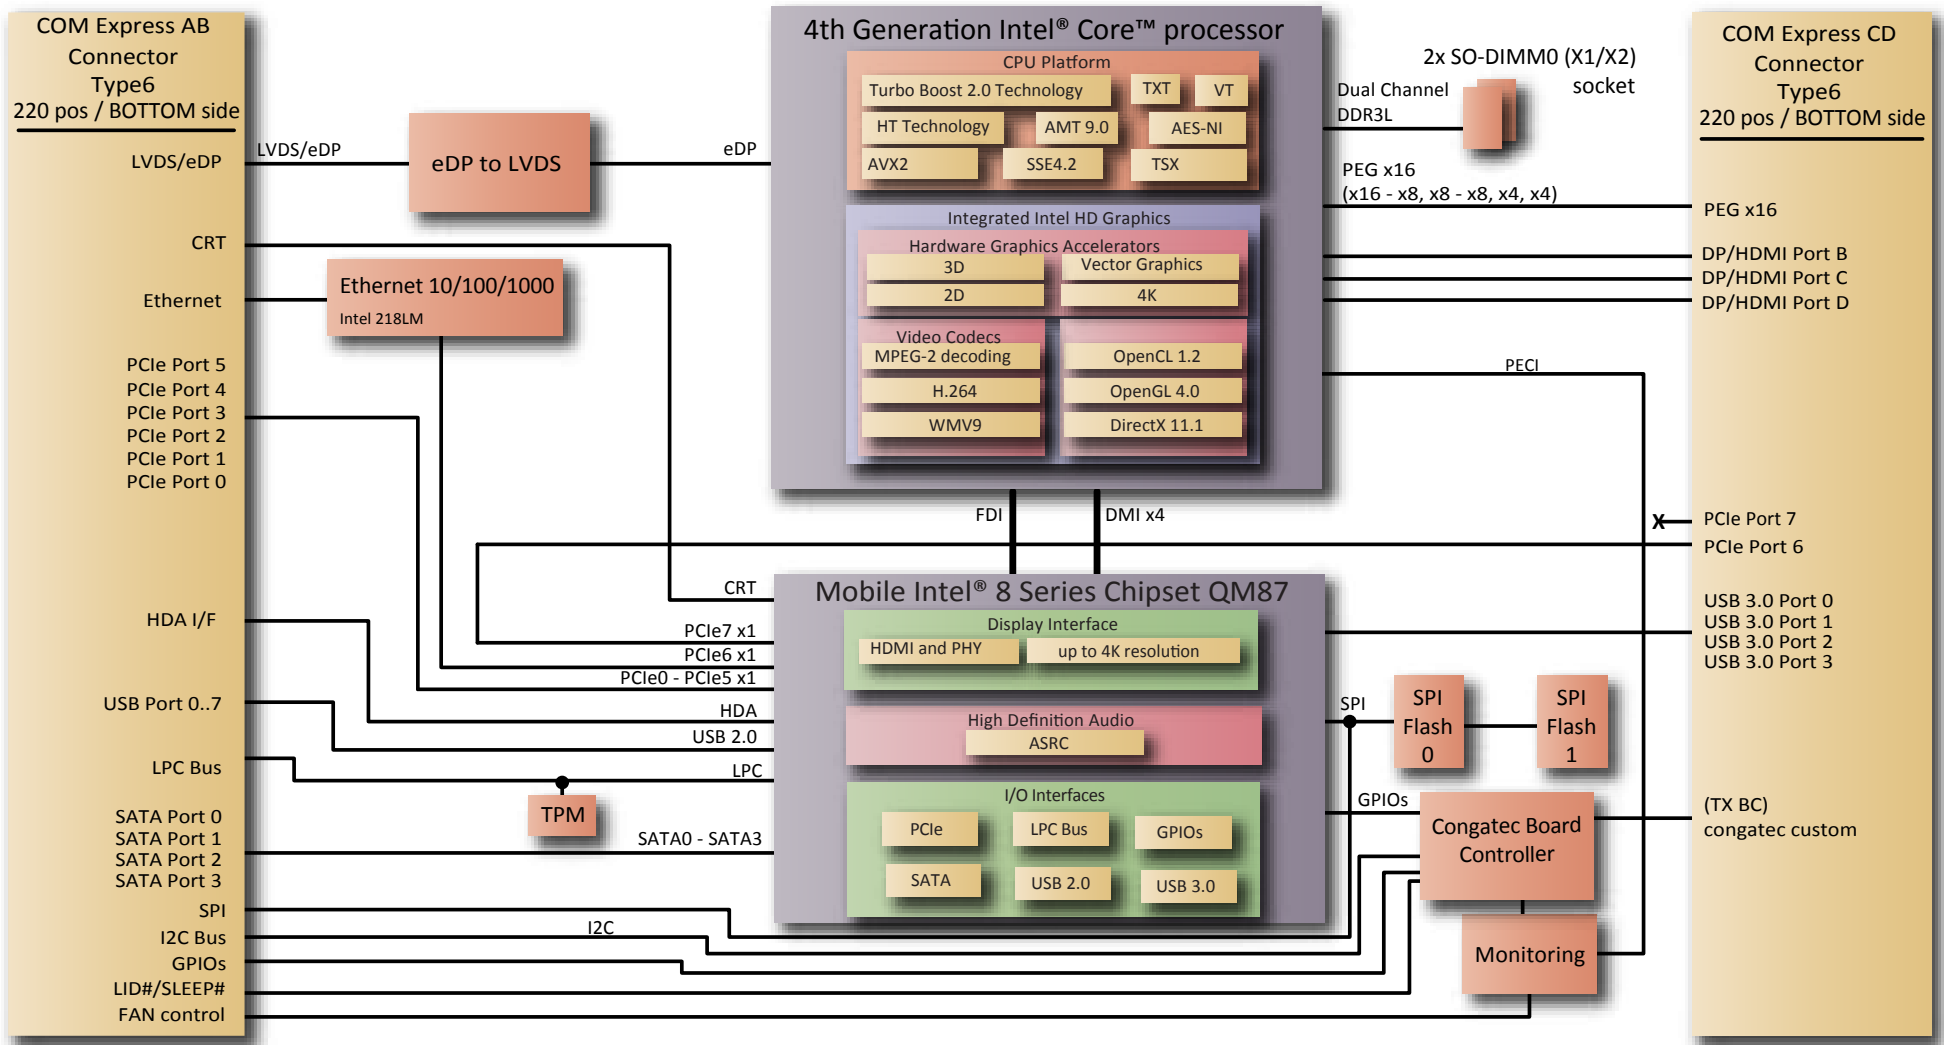 COM Express AB
Connector
Type6
220 pos / BOTTOM side
LVDS/eDP
CRT
Ethernet
PCIe Port 5
PCIe Port 4
PCIe Port 3
PCIe Port 2
PCIe Port 1
PCIe Port 0
HDA I/F
USB Port 0..7
LPC Bus
SATA Port 0
SATA Port 1
SATA Port 2
SATA Port 3
SPI
I2C Bus
GPIOs
LID#/SLEEP#
FAN control
LVDS/eDP
eDP to LVDS
eDP
Ethernet 10/100/1000
Intel 218LM
4th Generation Intel® Core™ processor
CPU Platform
Turbo Boost 2.0 Technology
TXT
VT
HT Technology
AMT 9.0
AES-NI
AVX2
SSE4.2
TSX
Integrated Intel HD Graphics
Hardware Graphics Accelerators
3D
Vector Graphics
2D
4K
Video Codecs
MPEG-2 decoding
OpenCL 1.2
H.264
OpenGL 4.0
WMV9
DirectX 11.1
FDI
DMI x4
2x SO-DIMM0 (X1/X2)
socket
Dual Channel
DDR3L
PEG x16
(x16 - x8, x8 - x8, x4, x4)
PECI
CRT
PCIe7 x1
PCIe6 x1
PCIe0 - PCIe5 x1
HDA
USB 2.0
LPC
TPM
SATA0 - SATA3
I2C
Mobile Intel® 8 Series Chipset QM87
Display Interface
HDMI and PHY
up to 4K resolution
High Definition Audio
ASRC
I/O Interfaces
PCIe
LPC Bus
GPIOs
SATA
USB 2.0
USB 3.0
SPI
SPI
Flash
0
SPI
Flash
1
GPIOs
Congatec Board
Controller
Monitoring
COM Express CD
Connector
Type6
220 pos / BOTTOM side
PEG x16
DP/HDMI Port B
DP/HDMI Port C
DP/HDMI Port D
X
PCIe Port 7
PCIe Port 6
USB 3.0 Port 0
USB 3.0 Port 1
USB 3.0 Port 2
USB 3.0 Port 3
(TX BC)
congatec custom